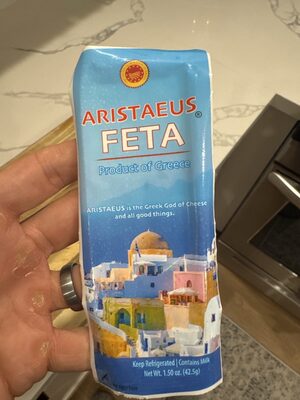 ARISTAEUS®
FETA
Product of Greece
ARISTAEUS is the Greek God of Cheese
and all good things.
Keep Refrigerated | Contains Milk
Net Wt. 1.50 oz. (42.5g)